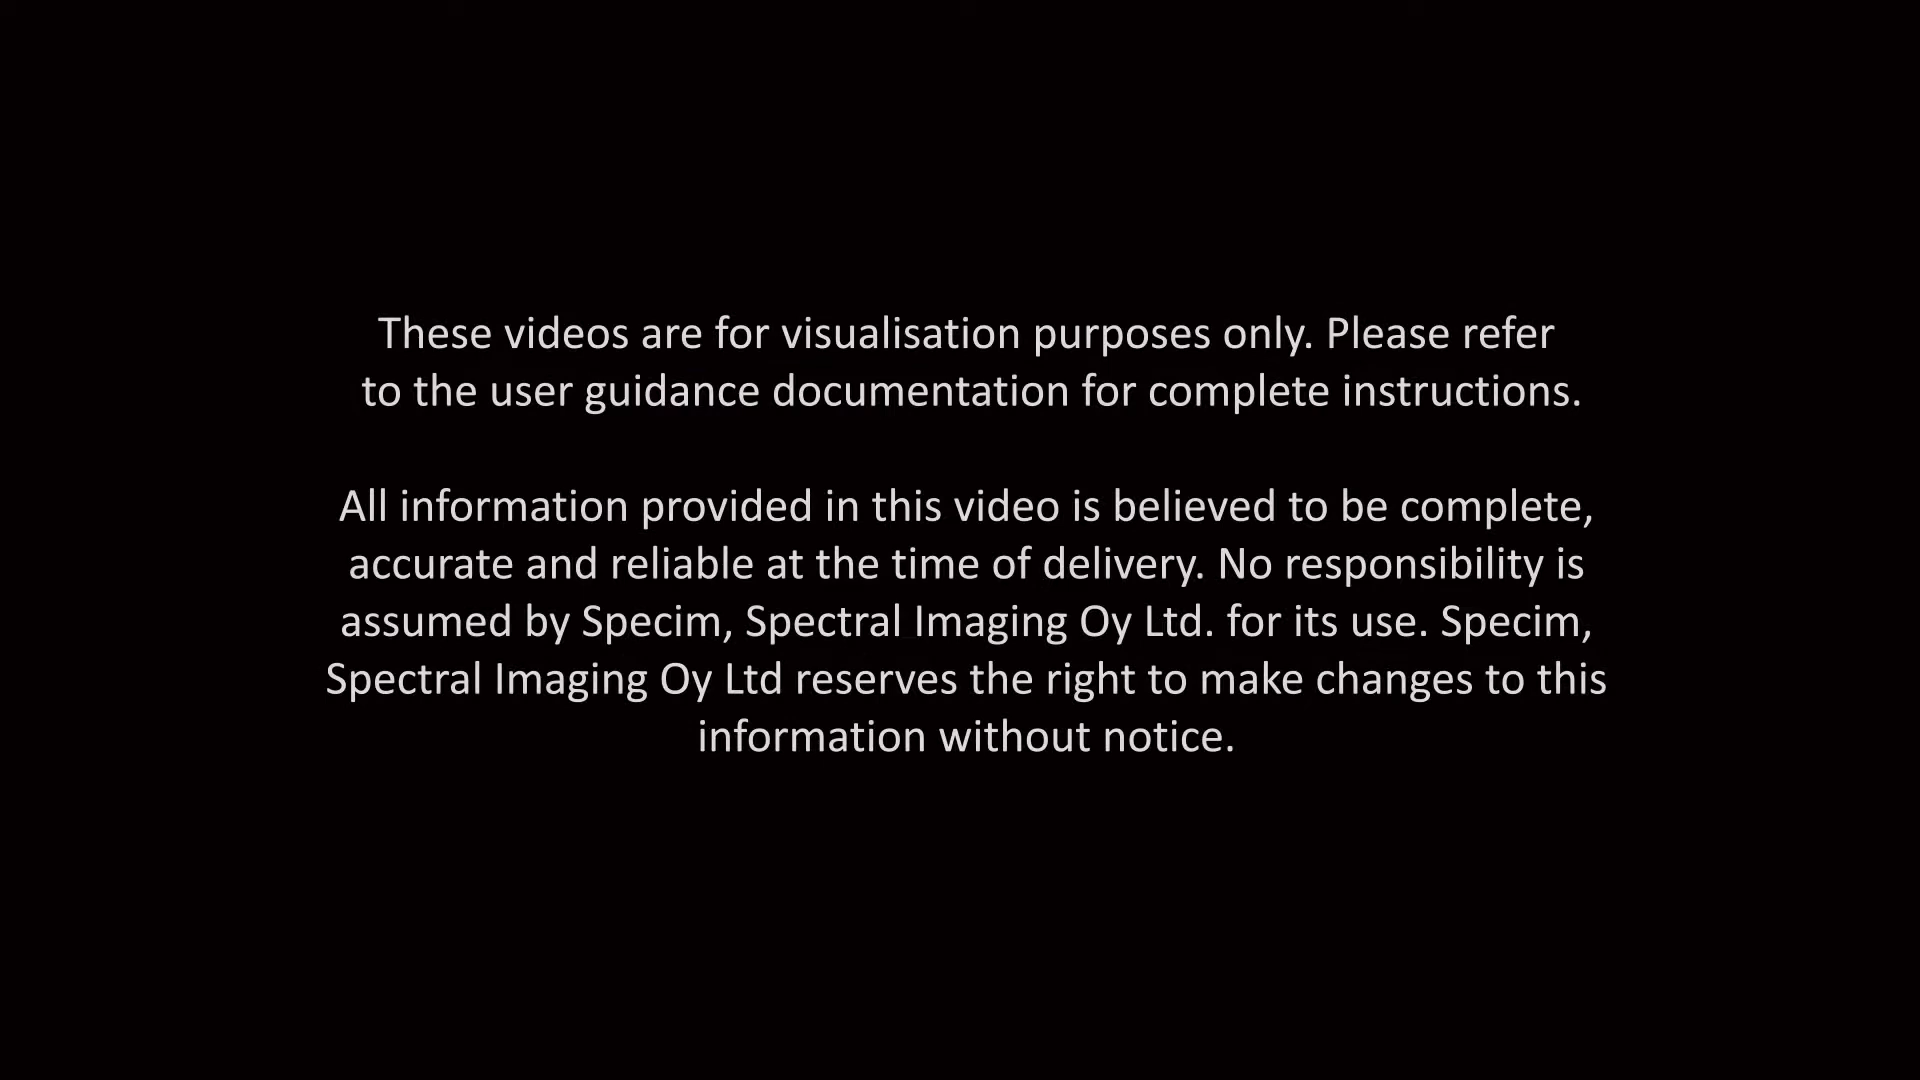 These videos are for visualisation purposes only. Please refer
to the user guidance documentation for complete instructions.
All information provided in this video is believed to be complete,
accurate and reliable at the time of delivery. No responsibility is
assumed by Specim, Spectral Imaging Oy Ltd. for its use. Specim,
Spectral Imaging Oy Ltd reserves the right to make changes to this
information without notice.